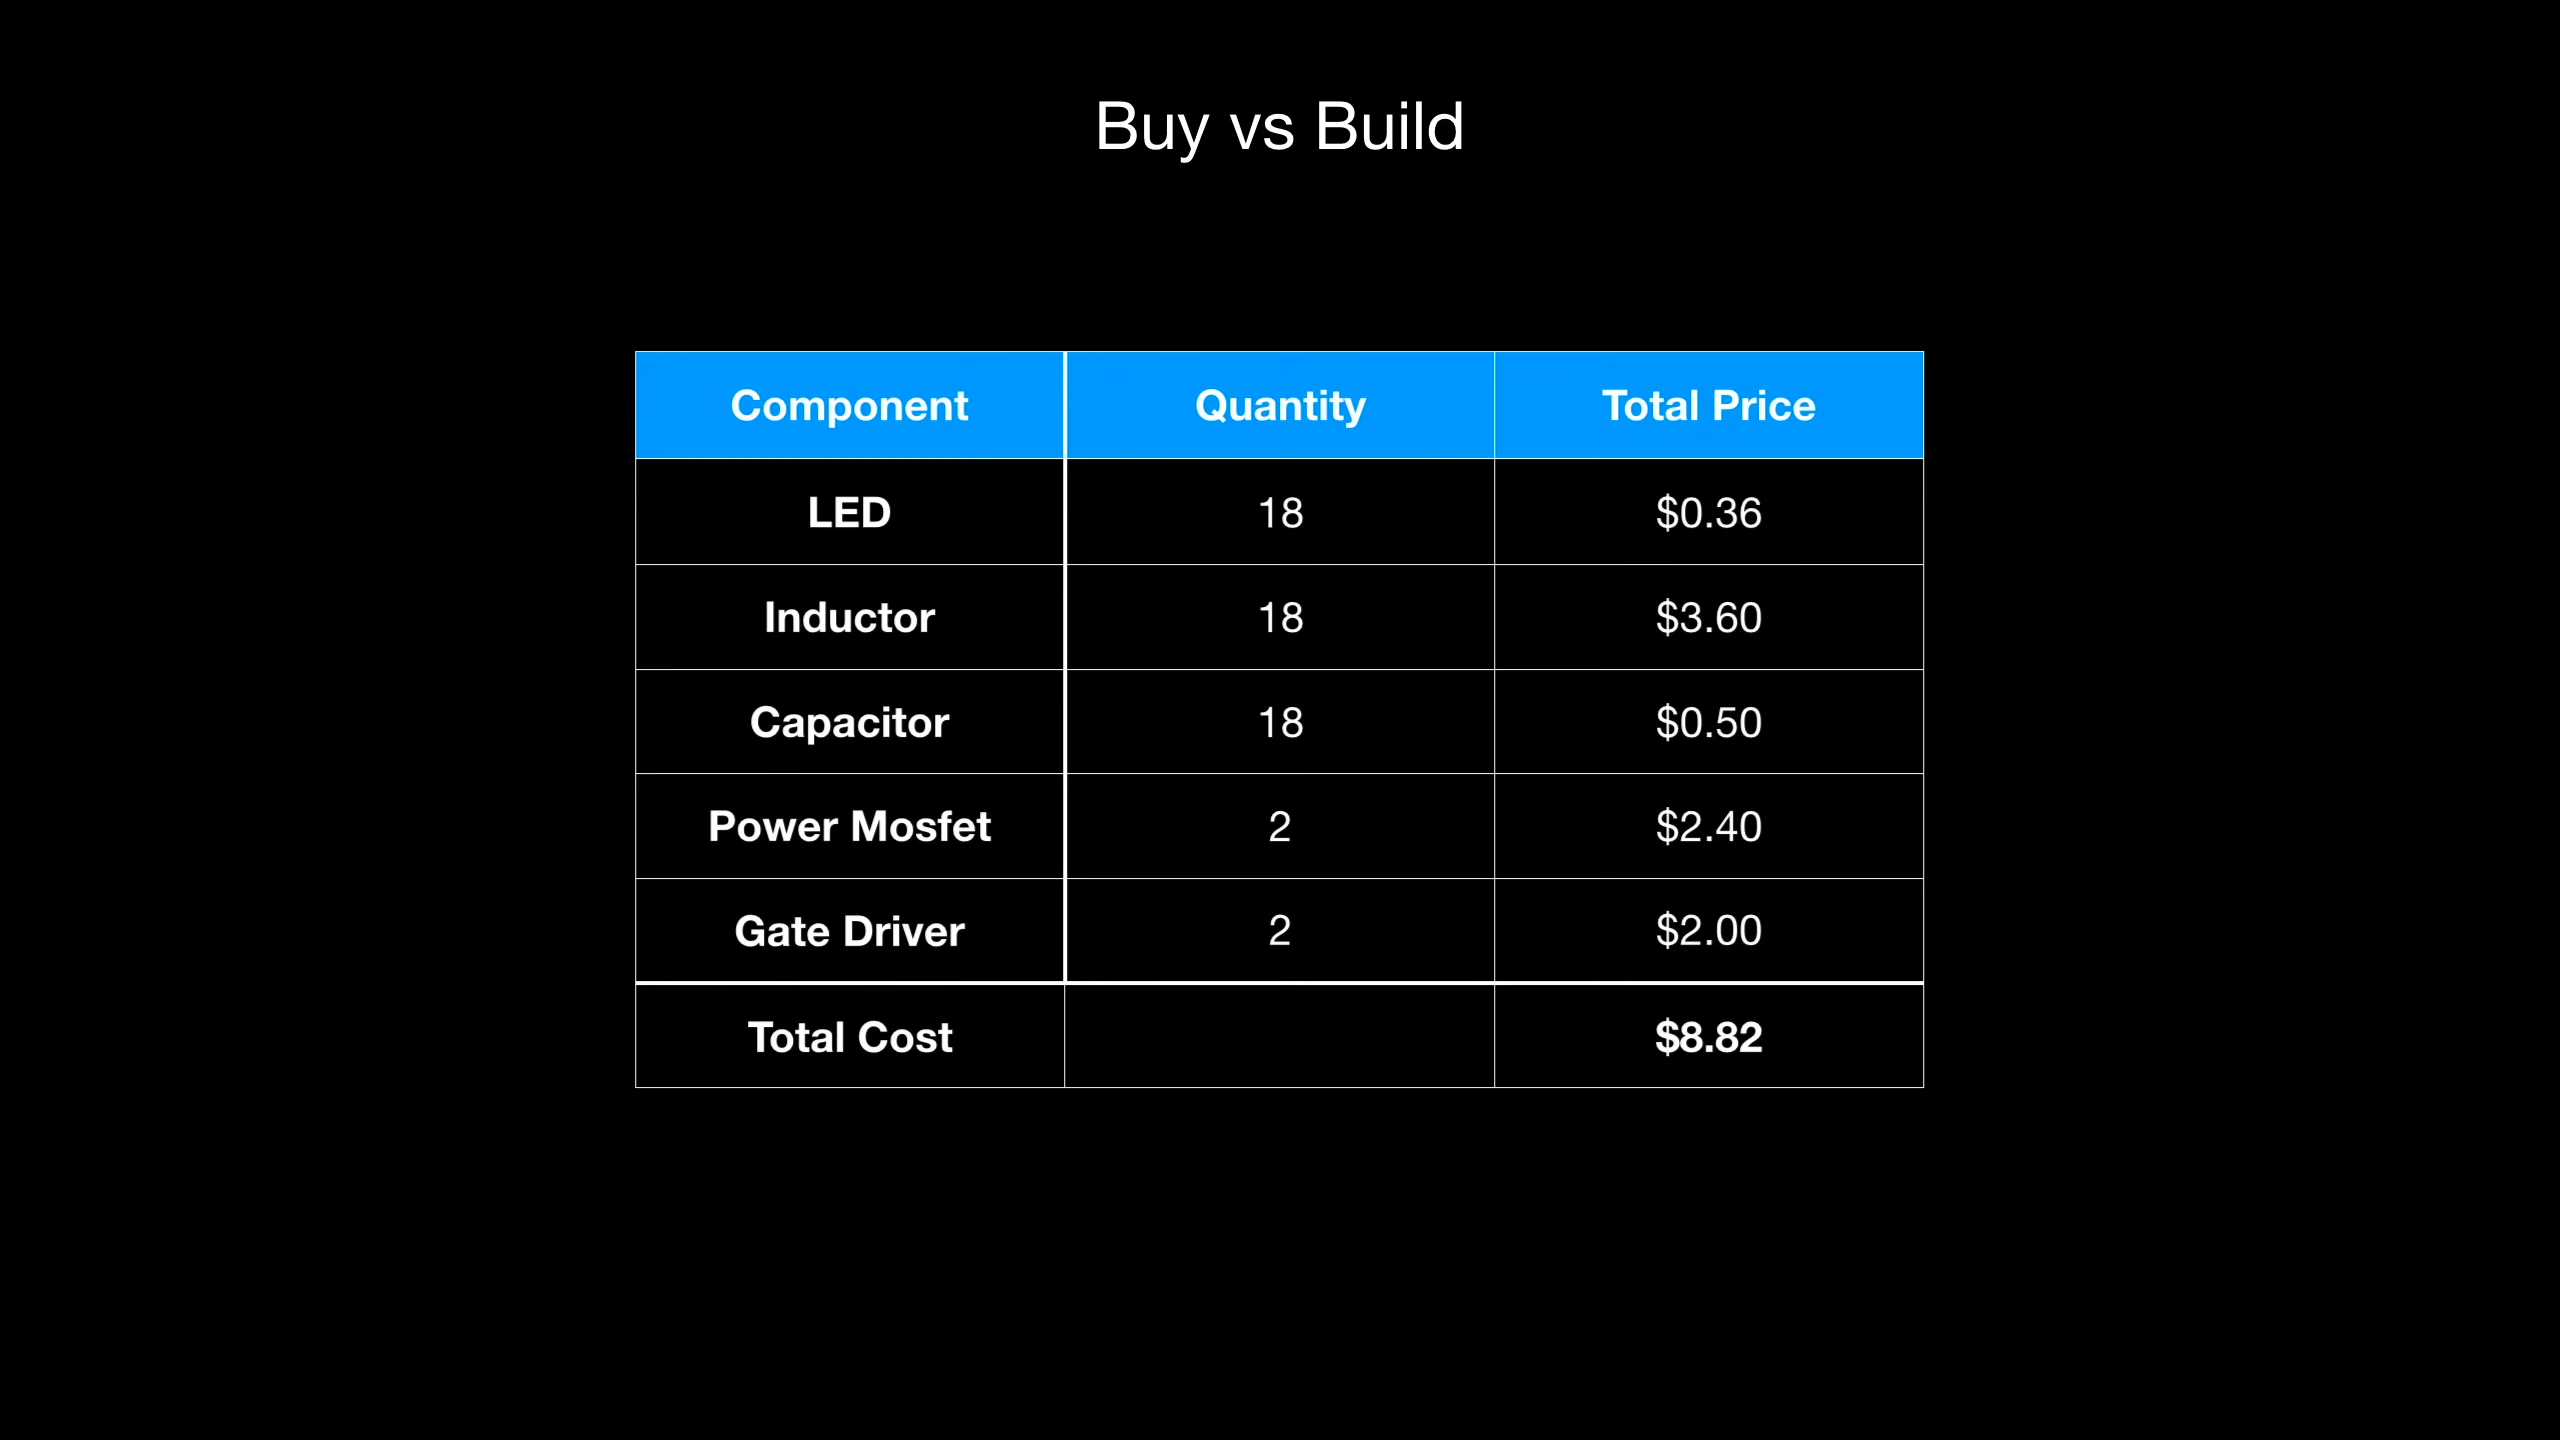 Buy vs Build
Component Quantity Total Price
LED 18 $0.36
Inductor 18 $3.60
Capacitor 18 $0.50
Power Mosfet 2 $2.40
Gate Driver 2 $2.00
Total Cost $8.82